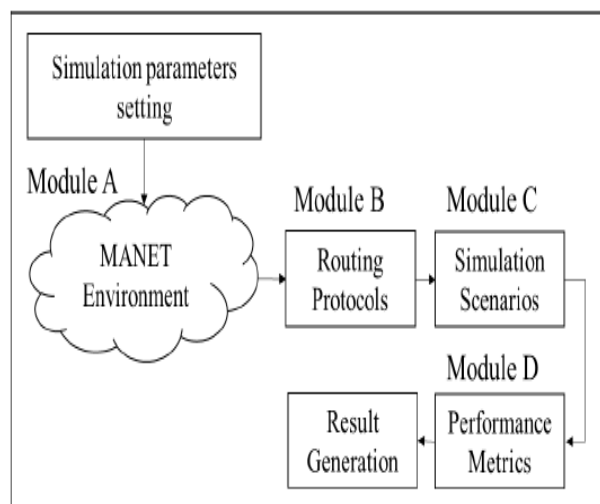 Simulation parameters
setting
Module A
MANET
Environment
Module B
Routing
Protocols
Module C
Simulation
Scenarios
Module D
Performance
Metrics
Result
Generation